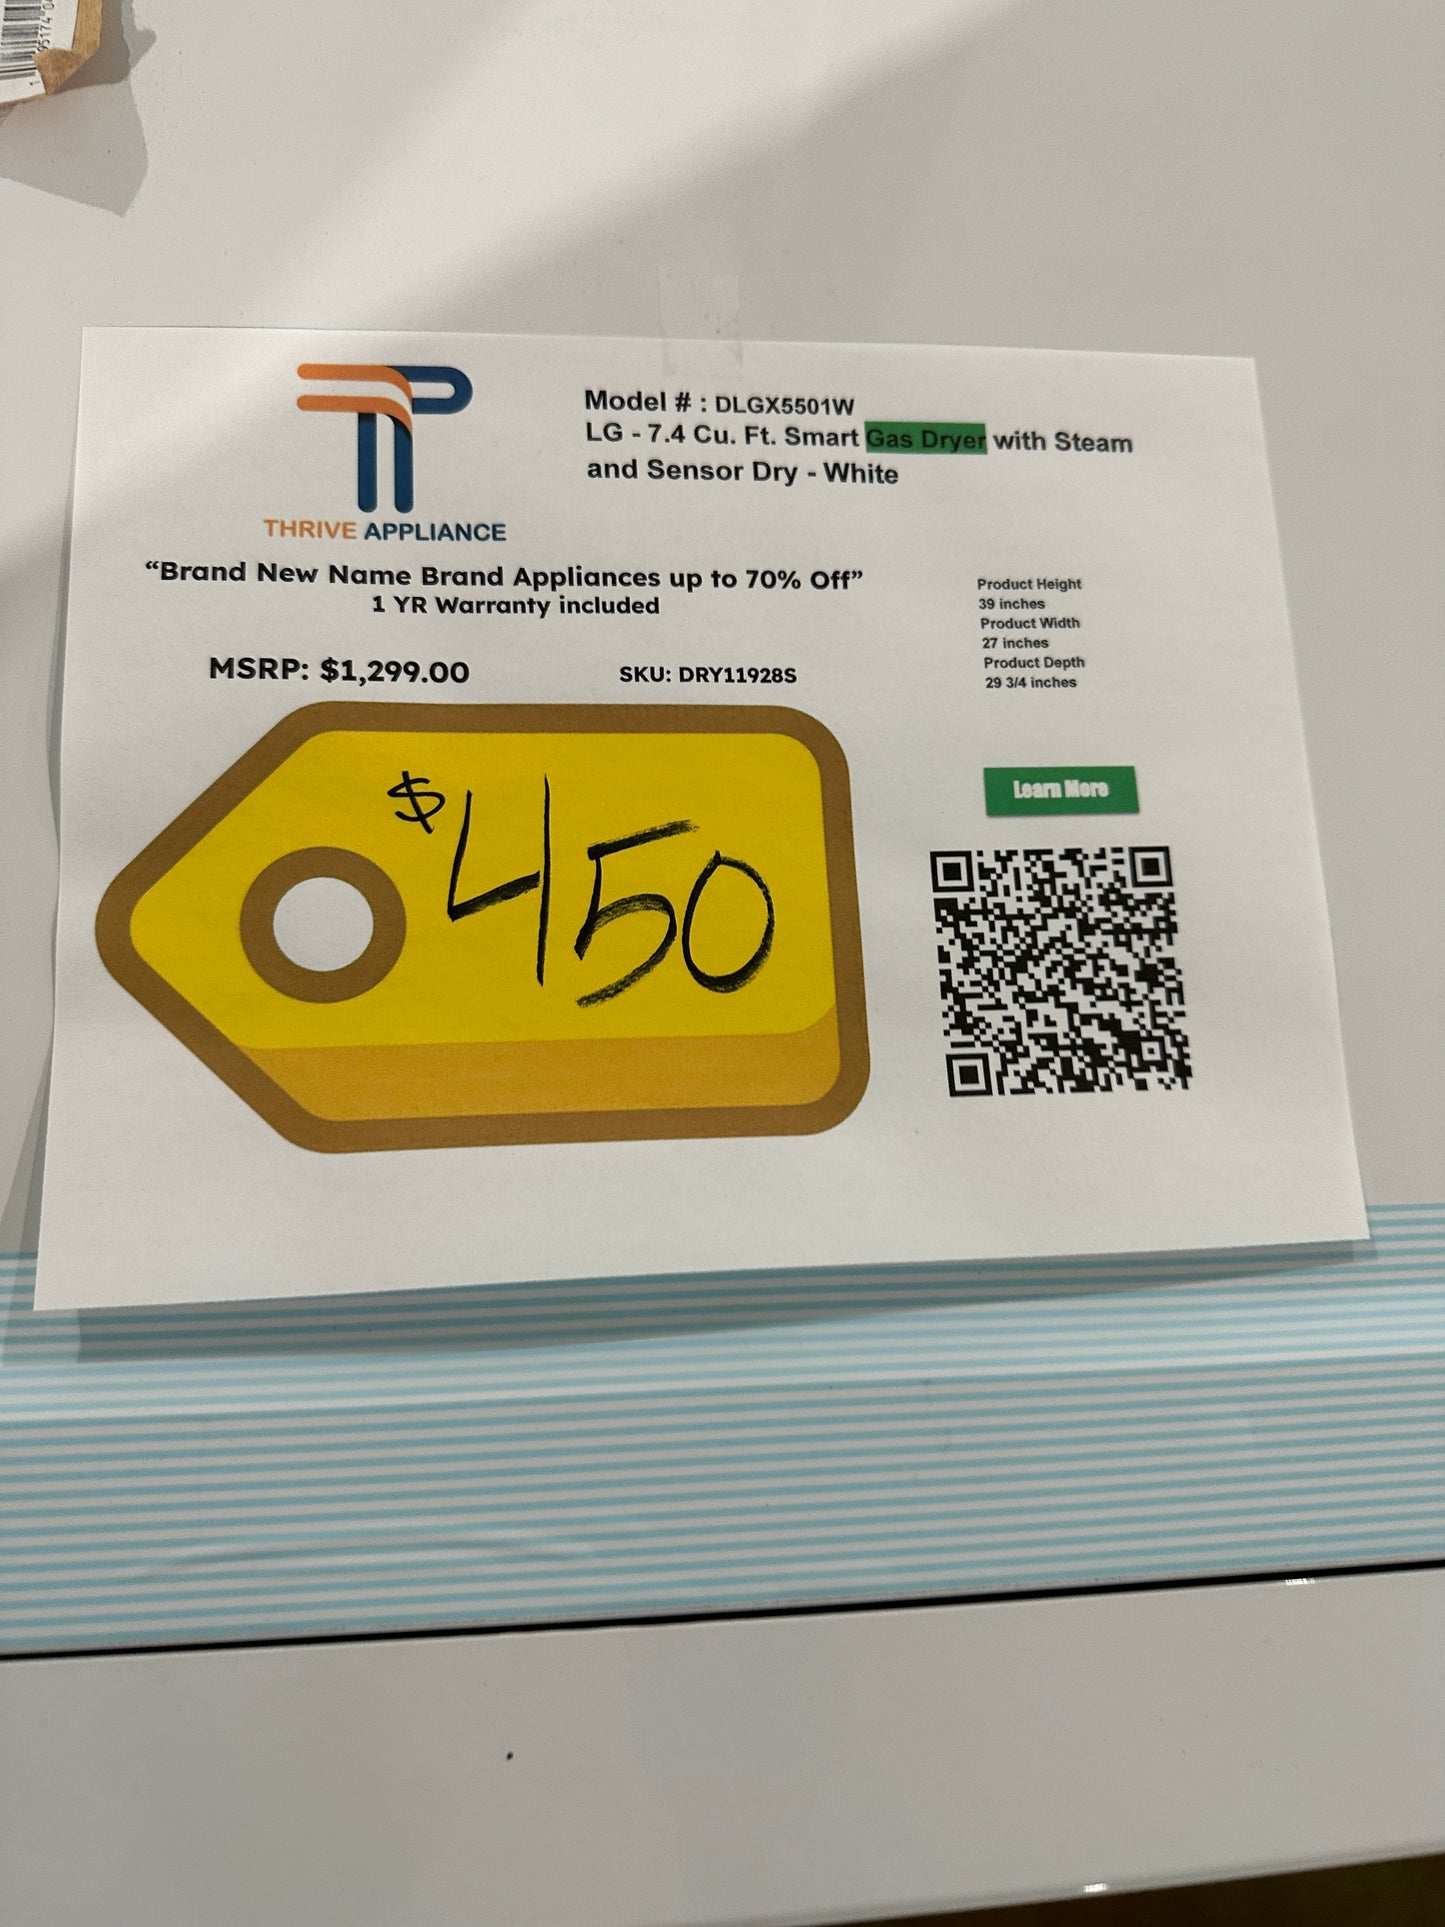 THRIVE APPLIANCE
Model # : DLGX5501W
LG - 7.4 Cu. Ft. Smart Gas Dryer with Steam
and Sensor Dry - White
“Brand New Name Brand Appliances up to 70% Off”
1 YR Warranty included
MSRP: $1,299.00
SKU: DRY11928S
Product Height
39 inches
Product Width
27 inches
Product Depth
29 3/4 inches
$450
Learn More